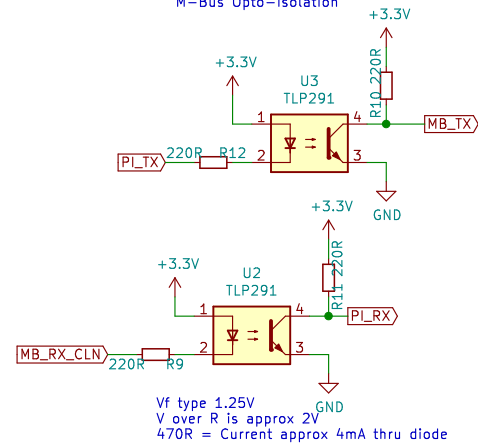 M-Bus Opto-Isolation
+3.3V
R10 220R
+3.3V
U3
TLP291
1
4
MB_TX
220R R12
PI_TX
2
3
GND
+3.3V
R11 220R
+3.3V
U2
TLP291
1
4
PI_RX
MB_RX_CLN
2
3
220R R9
GND
Vf type 1.25V
V over R is approx 2V
470R = Current approx 4mA thru diode